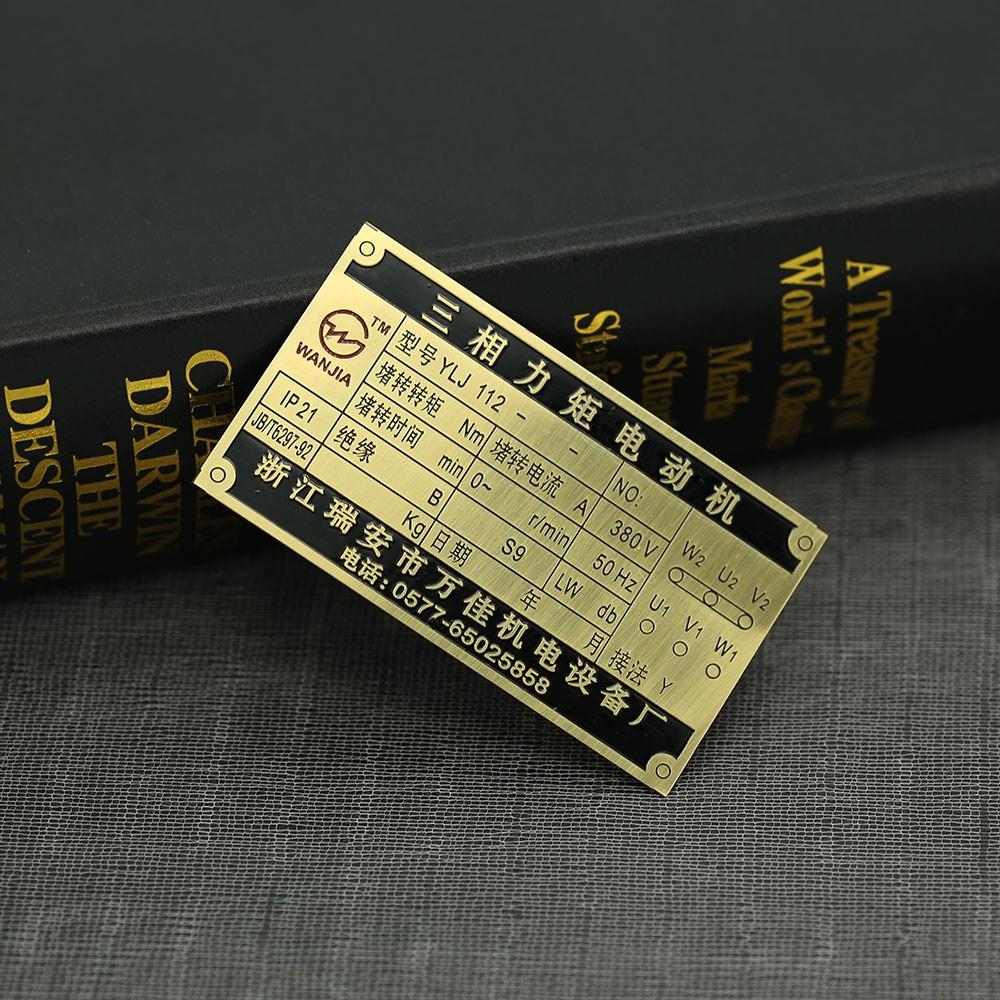 三相力矩电动机
TM
WANJIA
型号 YLJ 112 - -
NO:
堵转转矩 Nm 堵转电流 A 380 V
堵转时间 min 0~ r/min 50 Hz
IP 21
绝缘 B S9 LW db
JB/T6297-92
Kg 日期 年 月 接法 Y
W2 U2 V2
U1 V1 W1
浙江瑞安市万佳机电设备厂
电话:0577-65025858
A Treasury of
World's
Maria
DARWIN
THE
DESCENT